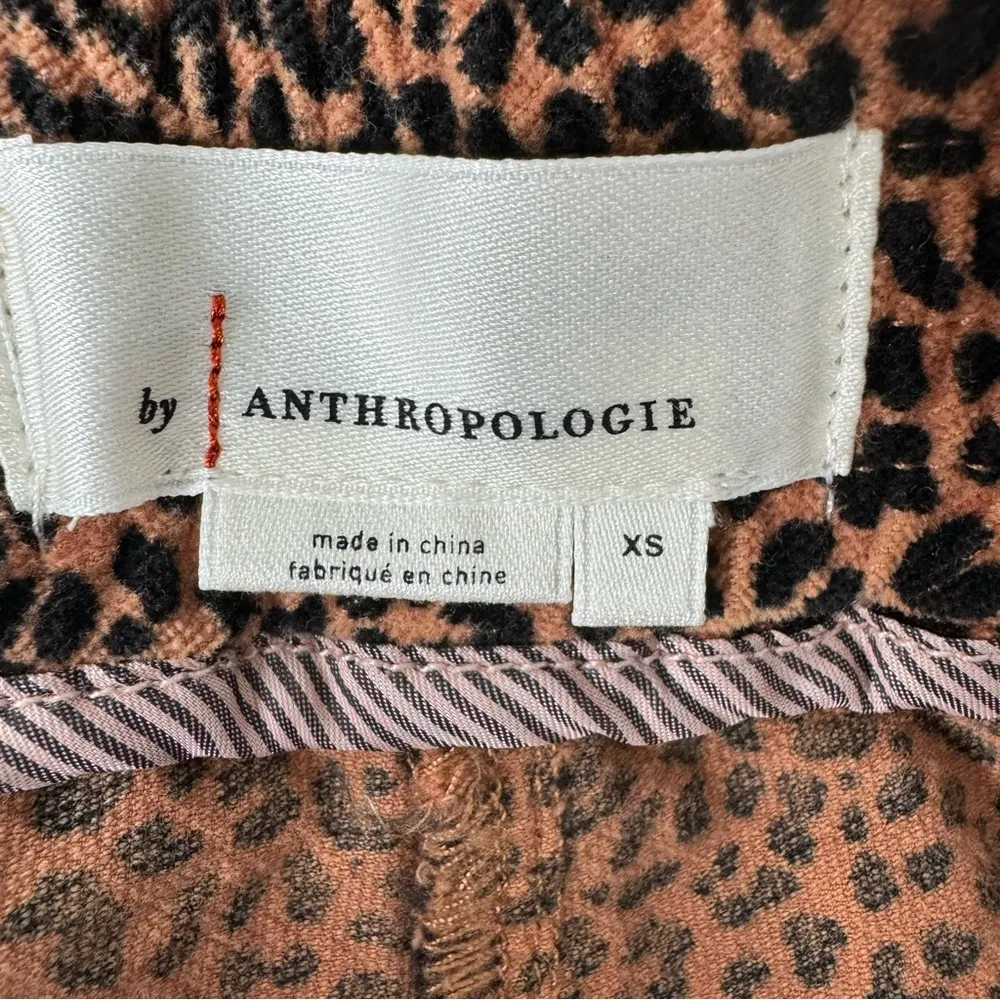 by | ANTHROPOLOGIE
made in china
fabriqué en chine
XS